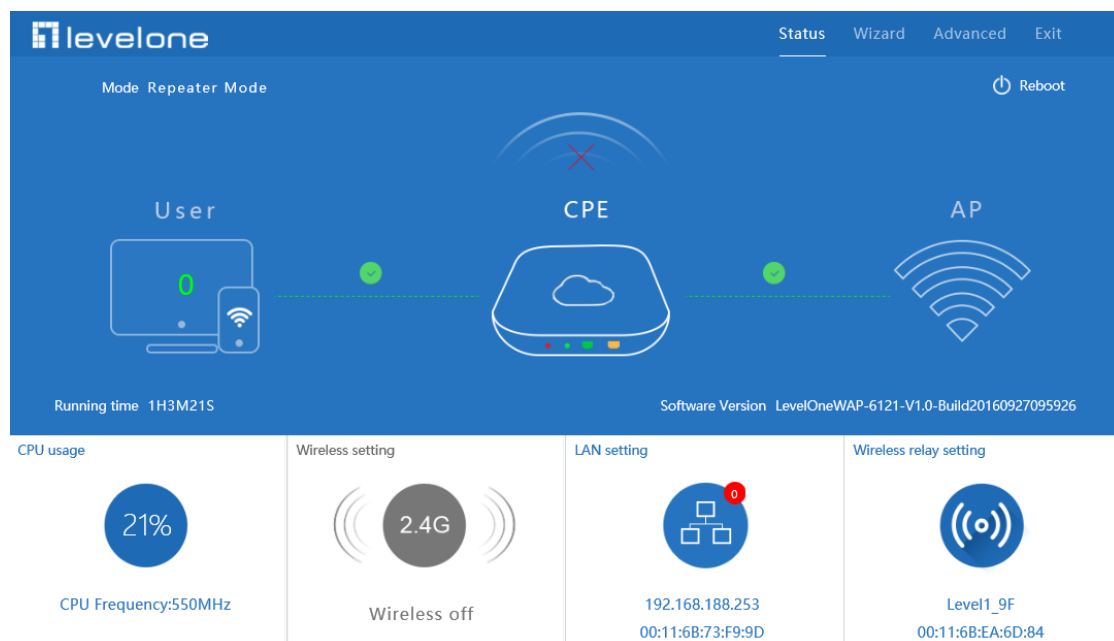 levelone
Status Wizard Advanced Exit
Mode Repeater Mode
Reboot
User CPE AP
0
Running time 1H3M21S
Software Version LevelOneWAP-6121-V1.0-Build20160927095926
CPU usage
21%
CPU Frequency:550MHz
Wireless setting
2.4G
Wireless off
LAN setting
0
192.168.188.253
00:11:6B:73:F9:9D
Wireless relay setting
Level1_9F
00:11:6B:EA:6D:84